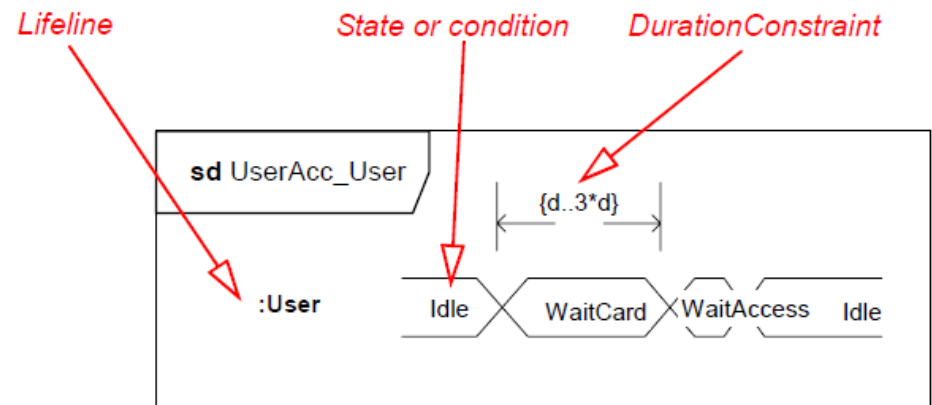 Lifeline State or condition DurationConstraint
sd UserAcc_User
{d..3*d}
:User Idle WaitCard WaitAccess Idle